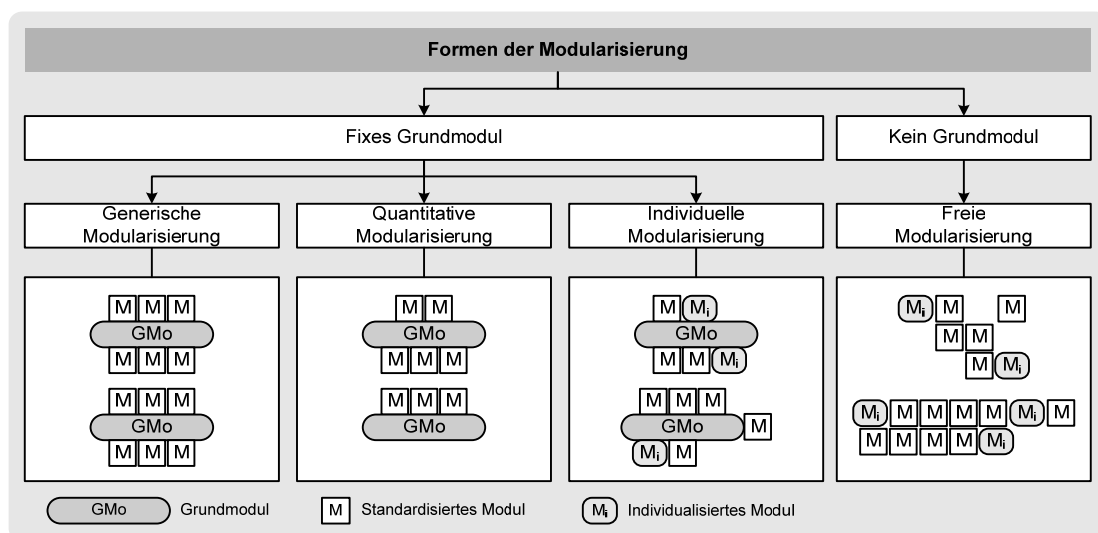 Formen der Modularisierung
Fixes Grundmodul
Kein Grundmodul
Generische
Modularisierung
Quantitative
Modularisierung
Individuelle
Modularisierung
Freie
Modularisierung
M M M
GMo
M M M
M M M
GMo
M M M
M M
GMo
M M M
M M M
GMo
M Mi
GMo
M M Mi
M M M
GMo M
Mi M
Mi M M
M M
M Mi
Mi M M M M Mi M
M M M M Mi
GMo Grundmodul
M Standardisiertes Modul
Mi Individualisiertes Modul